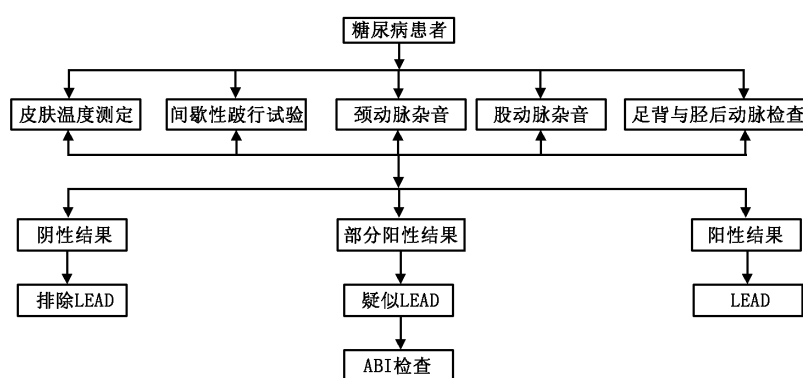 糖尿病患者
皮肤温度测定
间歇性跛行试验
颈动脉杂音
股动脉杂音
足背与胫后动脉检查
阴性结果
部分阳性结果
阳性结果
排除LEAD
疑似LEAD
LEAD
ABI检查